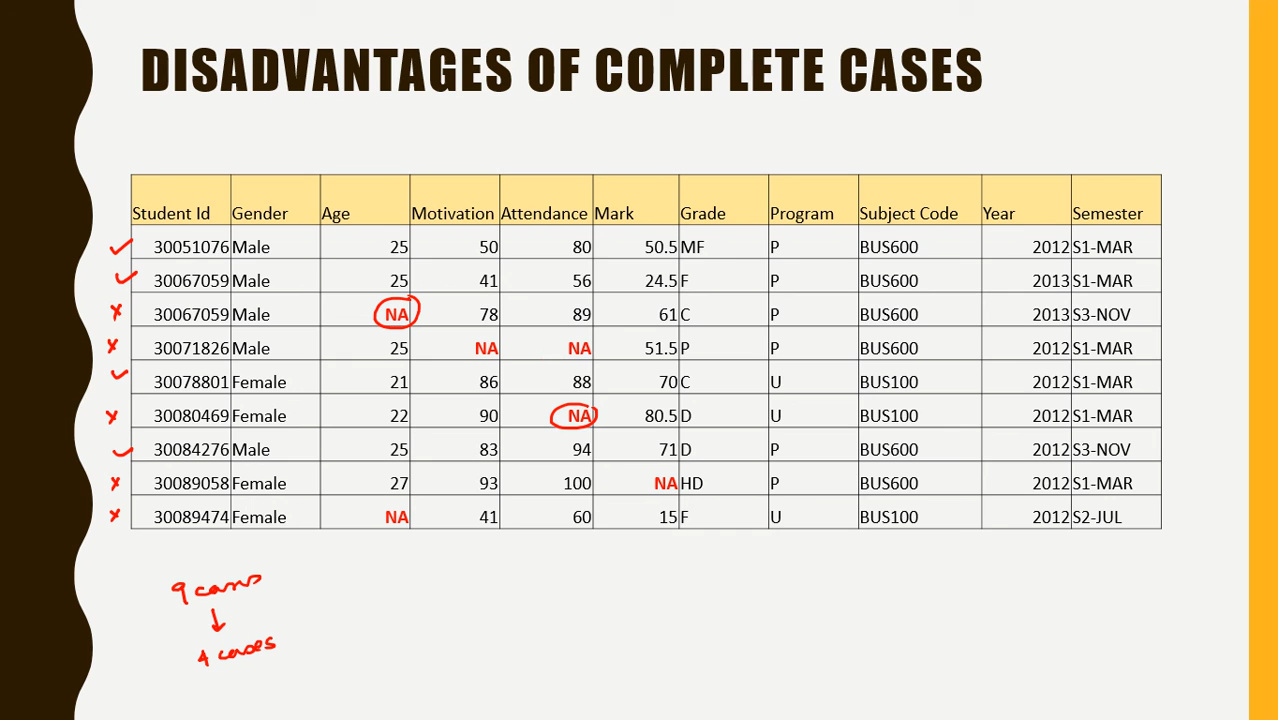 DISADVANTAGES OF COMPLETE CASES
Student Id Gender Age Motivation Attendance Mark Grade Program Subject Code Year Semester
30051076 Male 25 50 80 50.5 MF P BUS600 2012 S1-MAR
30067059 Male 25 41 56 24.5 F P BUS600 2013 S1-MAR
30067059 Male NA 78 89 61 C P BUS600 2013 S3-NOV
30071826 Male 25 NA NA 51.5 P P BUS600 2012 S1-MAR
30078801 Female 21 86 88 70 C U BUS100 2012 S1-MAR
30080469 Female 22 90 NA 80.5 D U BUS100 2012 S1-MAR
30084276 Male 25 83 94 71 D P BUS600 2012 S3-NOV
30089058 Female 27 93 100 NA HD P BUS600 2012 S1-MAR
30089474 Female NA 41 60 15 F U BUS100 2012 S2-JUL
9 cases
4 cases